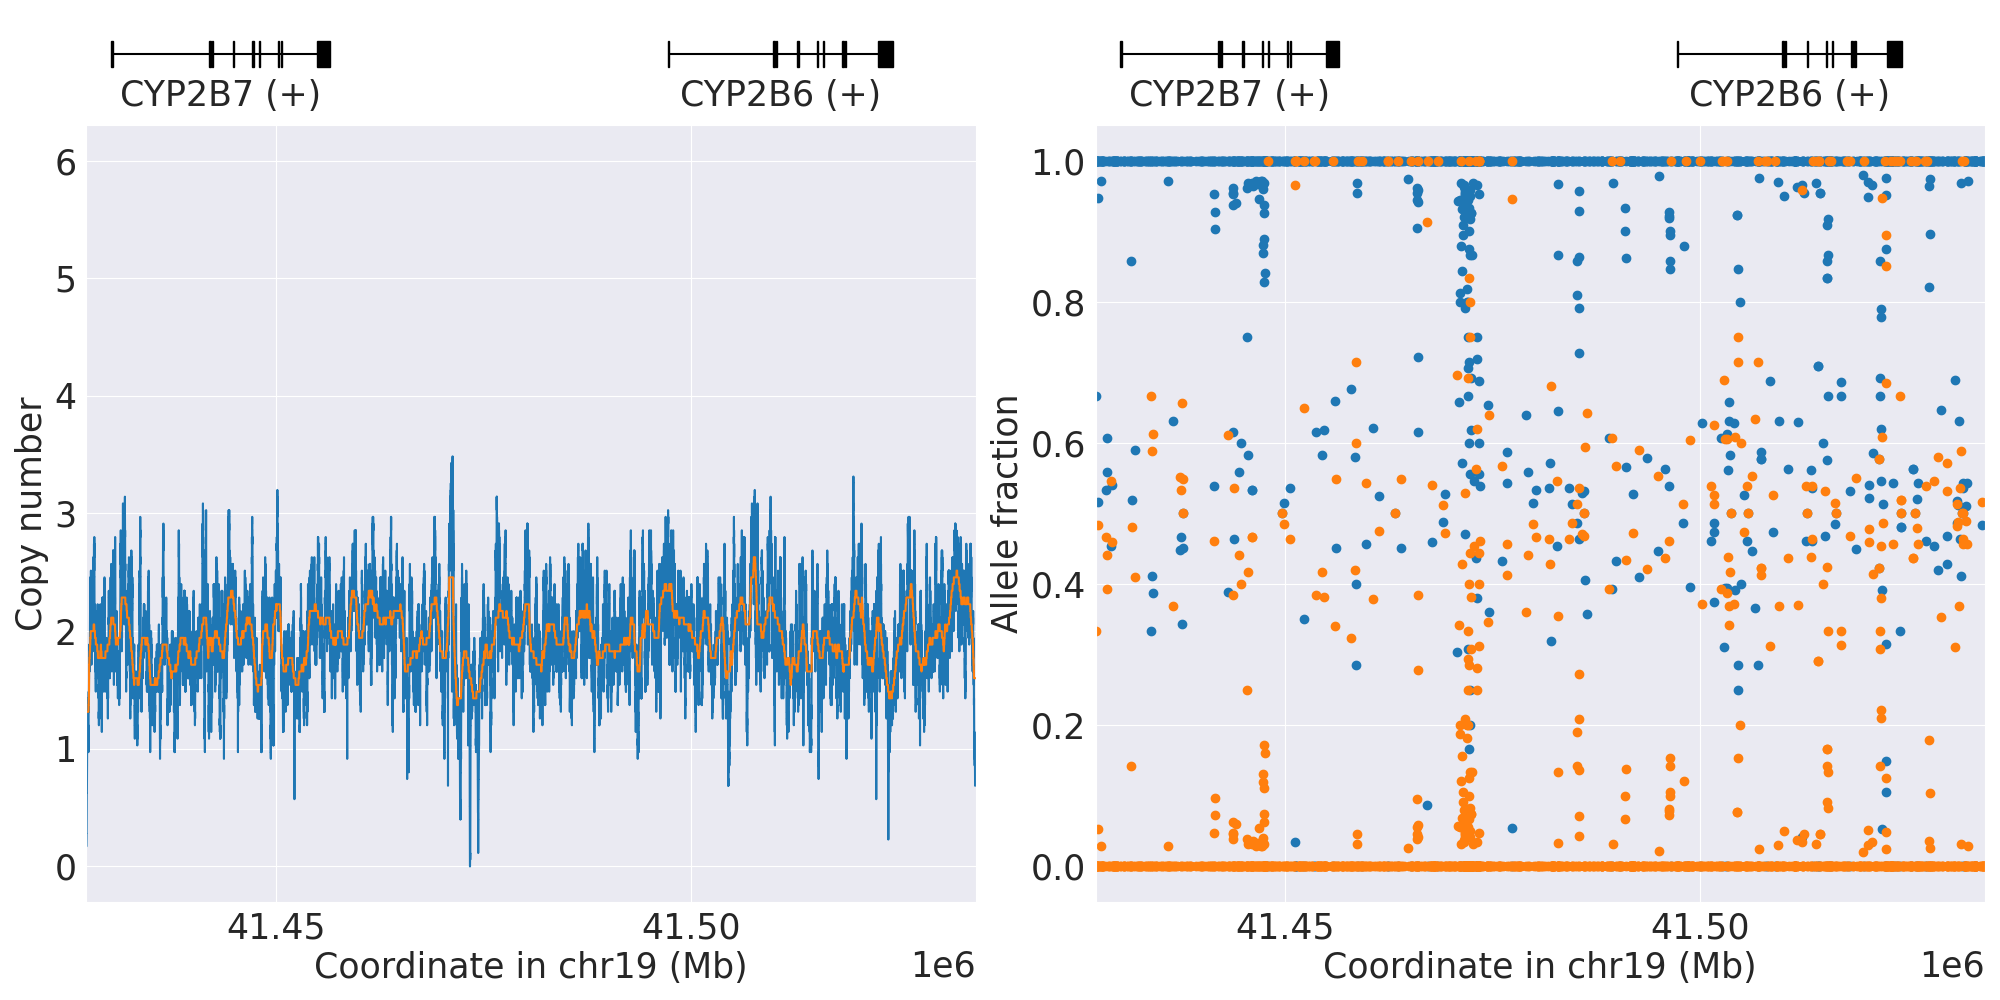 CYP2B7 (+) CYP2B6 (+)
CYP2B7 (+) CYP2B6 (+)
6
5
4
3
2
1
0
Copy number
41.45 41.50
Coordinate in chr19 (Mb) 1e6
1.0
0.8
0.6
0.4
0.2
0.0
Allele fraction
41.45 41.50
Coordinate in chr19 (Mb) 1e6